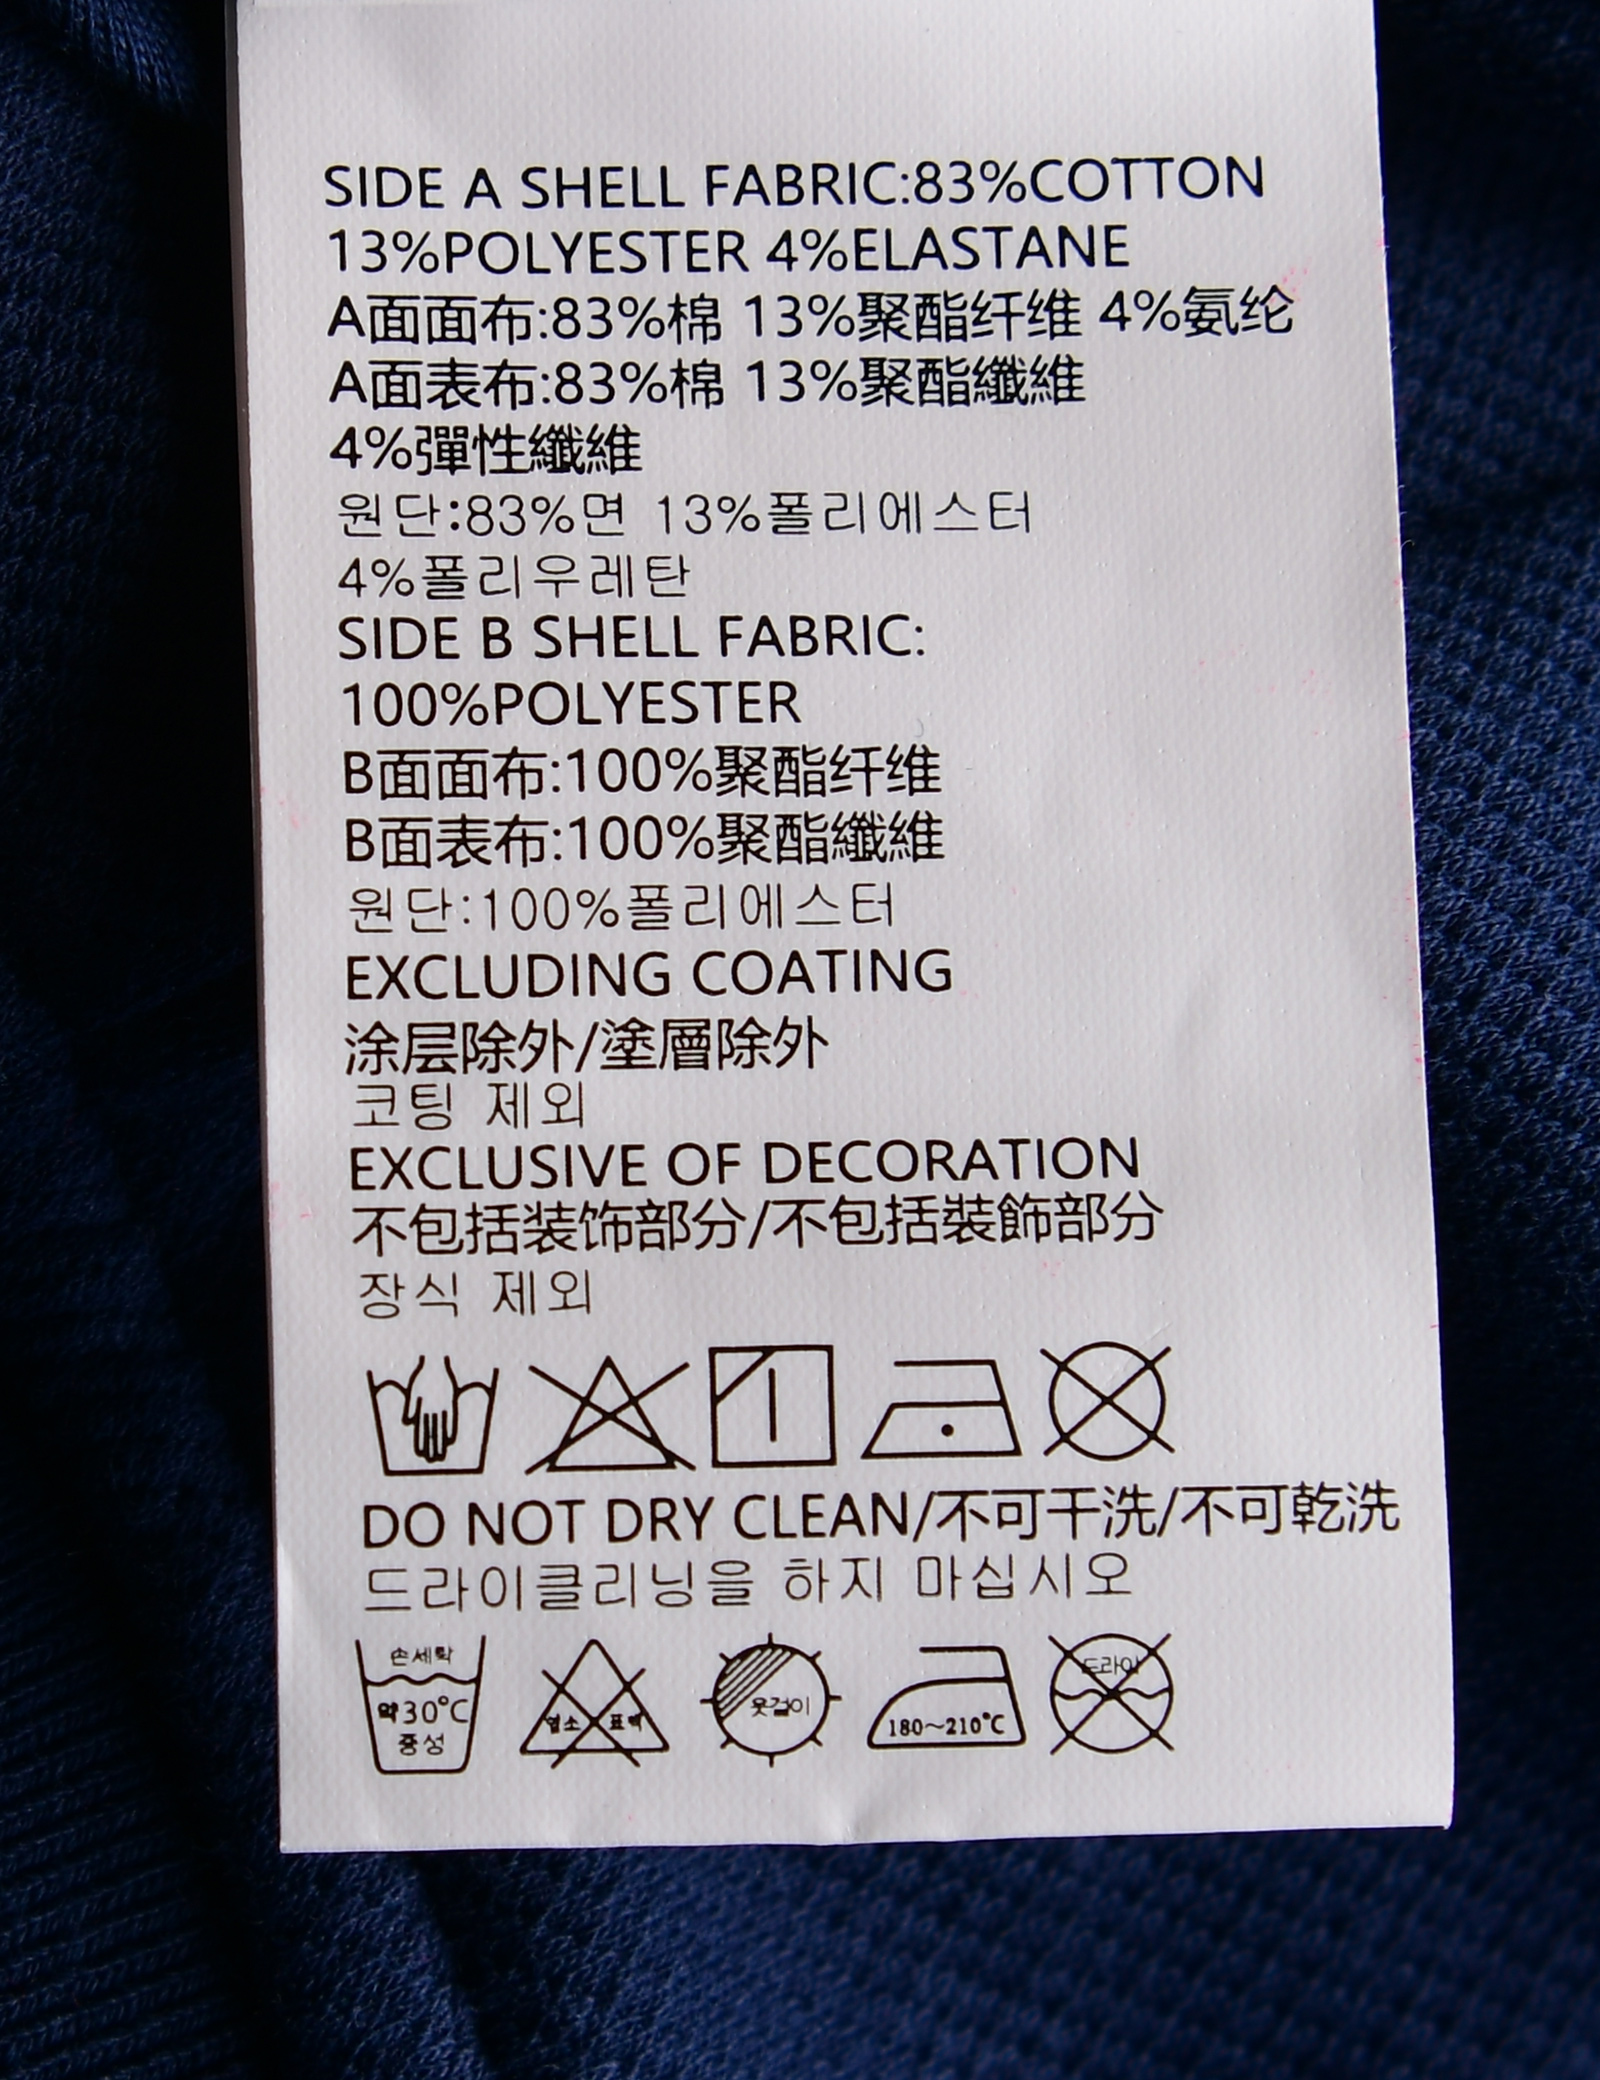 SIDE A SHELL FABRIC:83%COTTON
13%POLYESTER 4%ELASTANE
A面面布:83%棉 13%聚酯纤维 4%氨纶
A面表布:83%棉 13%聚酯纖維
4%彈性纖維
원단:83%면 13%폴리에스터
4%폴리우레탄
SIDE B SHELL FABRIC:
100%POLYESTER
B面面布:100%聚酯纤维
B面表布:100%聚酯纖維
원단:100%폴리에스터
EXCLUDING COATING
涂层除外/塗層除外
코팅 제외
EXCLUSIVE OF DECORATION
不包括装饰部分/不包括裝飾部分
장식 제외
DO NOT DRY CLEAN/不可干洗/不可乾洗
드라이클리닝을 하지 마십시오
손세탁
약30°C
중성
염소 표백
옷걸이
180~210°C
드라이